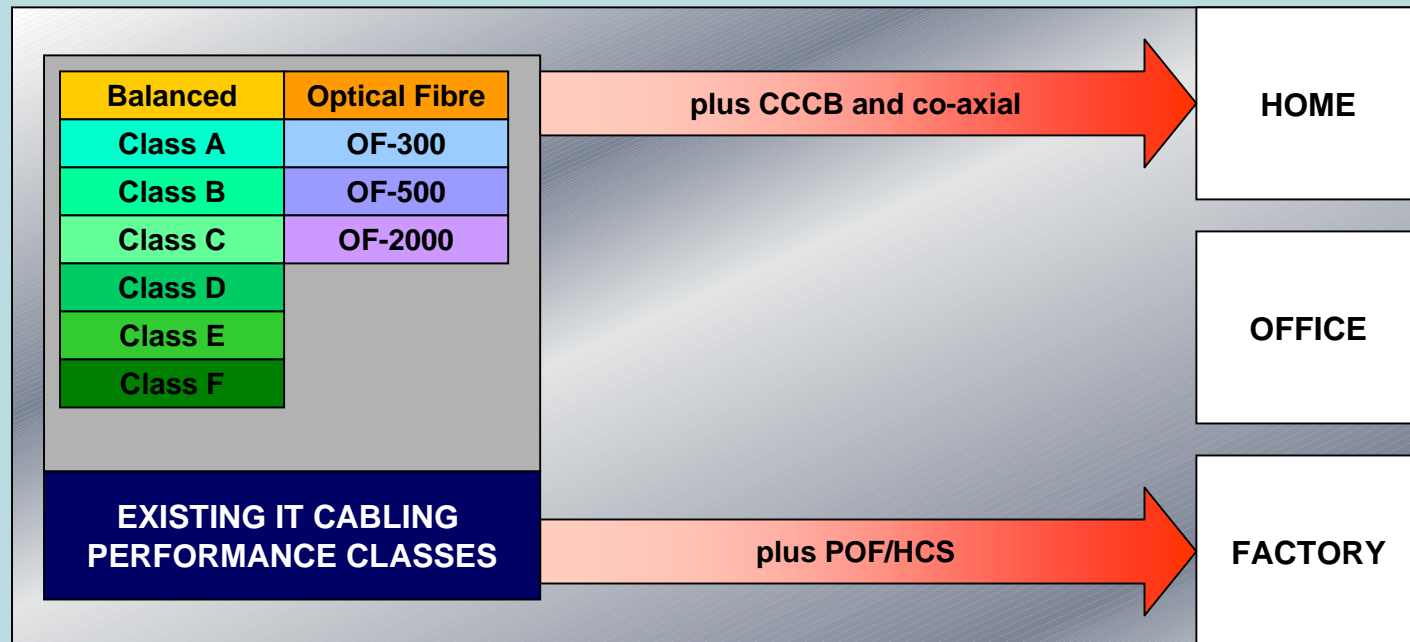 Balanced
Optical Fibre
Class A
OF-300
Class B
OF-500
Class C
OF-2000
Class D
Class E
Class F
EXISTING IT CABLING
PERFORMANCE CLASSES
plus CCCB and co-axial
plus POF/HCS
HOME
OFFICE
FACTORY